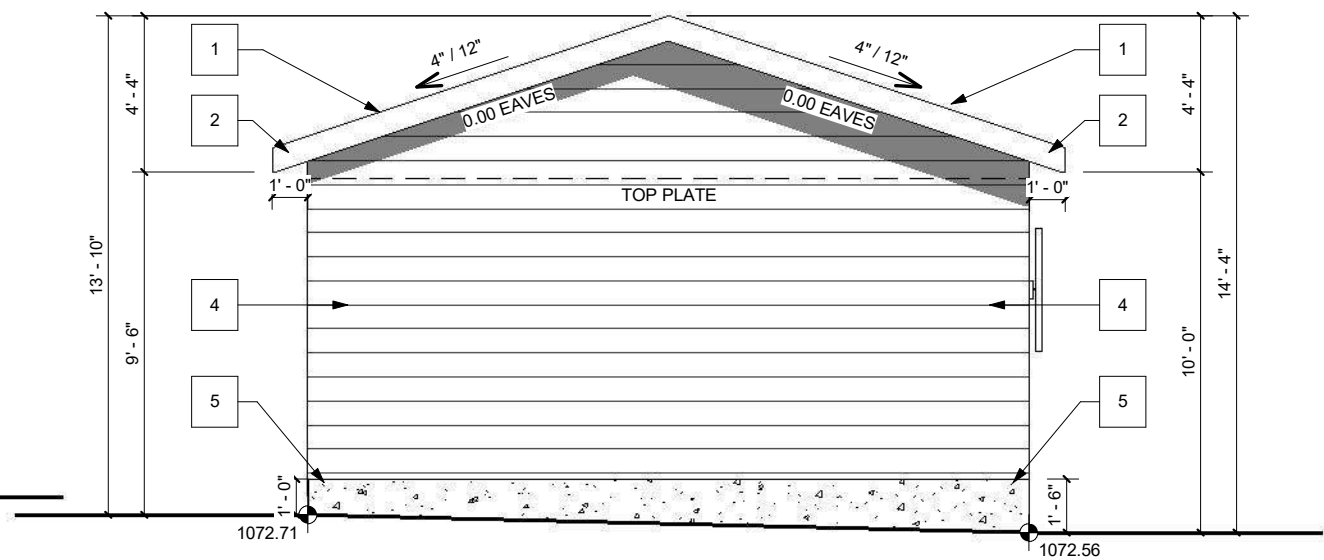 1
4" / 12"
4" / 12"
1
4' - 4"
4' - 4"
2
0.00 EAVES
0.00 EAVES
2
1' - 0"
1' - 0"
TOP PLATE
13' - 10"
14' - 4"
4
4
9' - 6"
10' - 0"
5
5
1' - 0"
1' - 6"
1072.71
1072.56